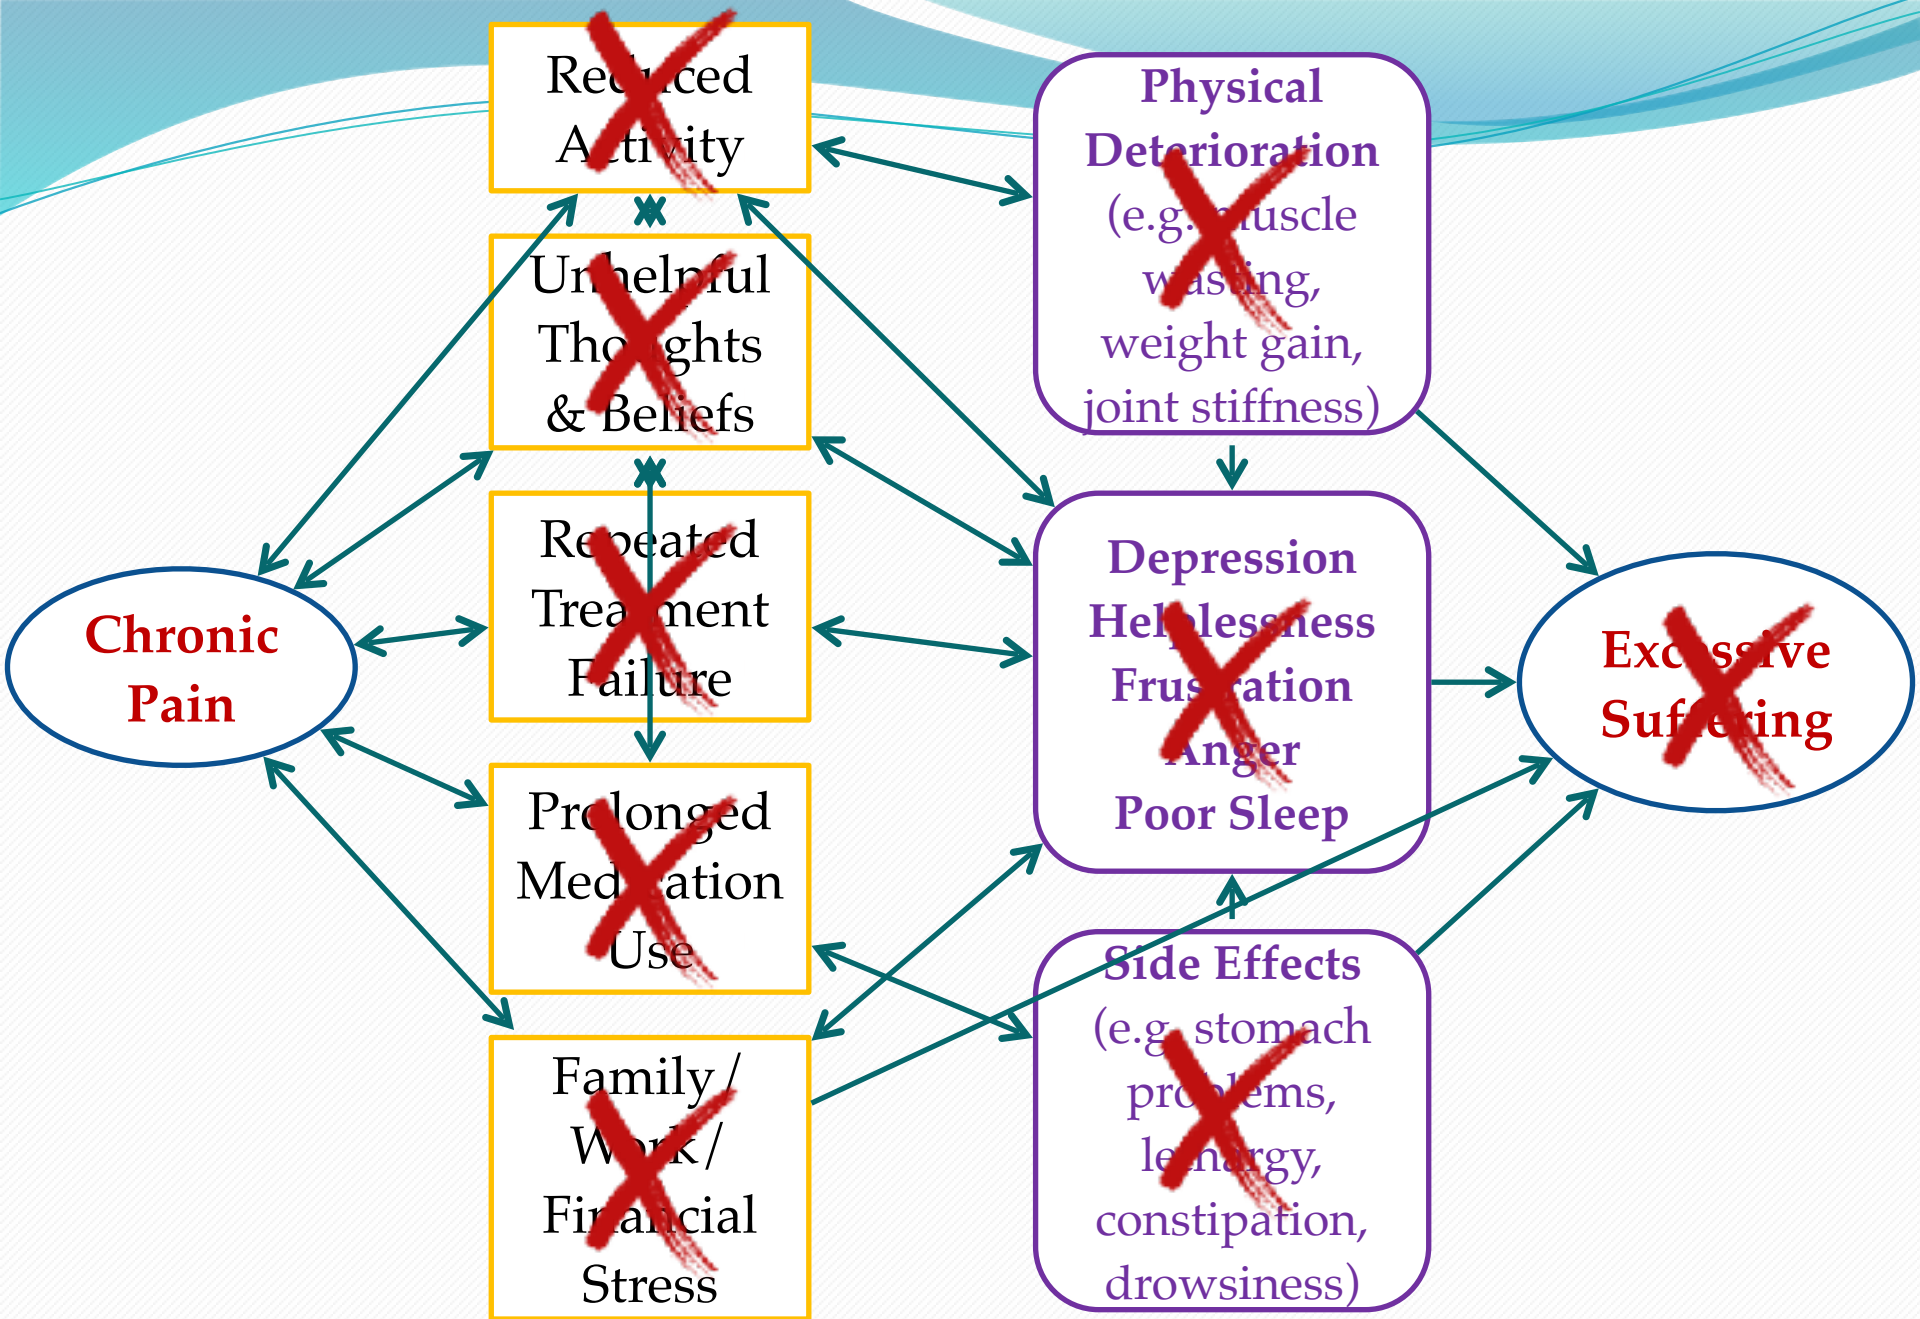 Reduced
Activity
Unhelpful
Thoughts
& Beliefs
Repeated
Treatment
Failure
Prolonged
Medication
Use
Family/
Work/
Financial
Stress
Chronic
Pain
Physical
Deterioration
(e.g. muscle
wasting,
weight gain,
joint stiffness)
Depression
Helplessness
Frustration
Anger
Poor Sleep
Side Effects
(e.g. stomach
problems,
lethargy,
constipation,
drowsiness)
Excessive
Suffering